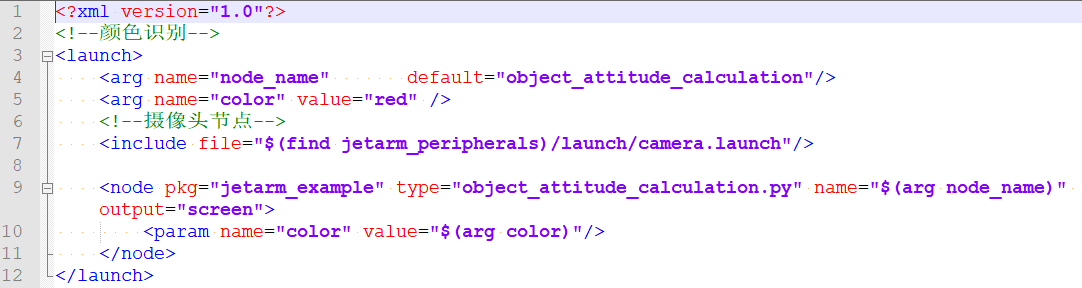 1 <?xml version="1.0"?>
2 <!--颜色识别-->
3 <launch>
4 <arg name="node_name" default="object_attitude_calculation"/>
5 <arg name="color" value="red" />
6 <!--摄像头节点-->
7 <include file="$(find jetarm_peripherals)/launch/camera.launch"/>
8
9 <node pkg="jetarm_example" type="object_attitude_calculation.py" name="$(arg node_name)"
output="screen">
10 <param name="color" value="$(arg color)"/>
11 </node>
12 </launch>